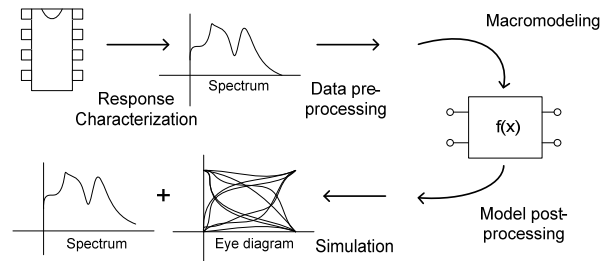 Macromodeling
Spectrum
Response
Characterization
Data pre-
processing
f(x)
Model post-
processing
Simulation
Spectrum
+
Eye diagram